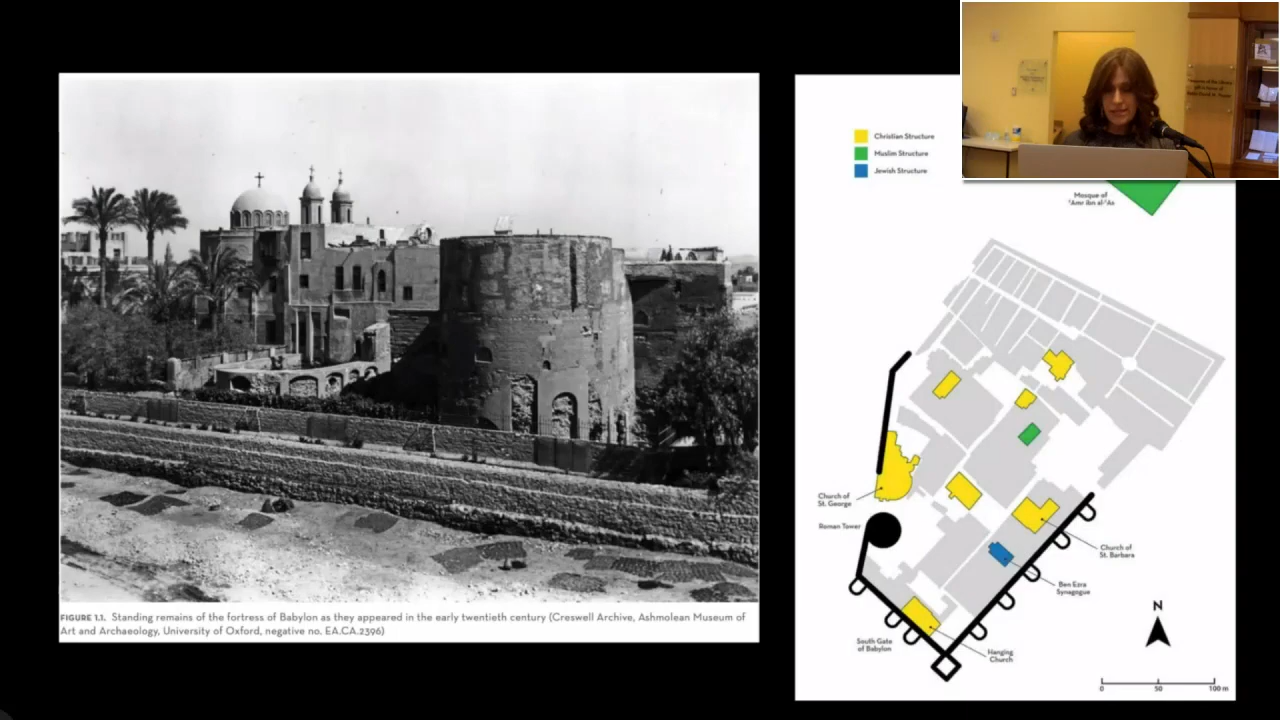 FIGURE 1.1. Standing remains of the fortress of Babylon as they appeared in the early twentieth century (Creswell Archive, Ashmolean Museum of
Art and Archaeology, University of Oxford, negative no. EA.CA.2396)
Christian Structure
Muslim Structure
Jewish Structure
Mosque of
ʿAmr ibn al-ʿAs
Church of
St. George
Roman Tower
Church of
St. Barbara
Ben Ezra
Synagogue
South Gate
of Babylon
Hanging
Church
N
0 50 100 m